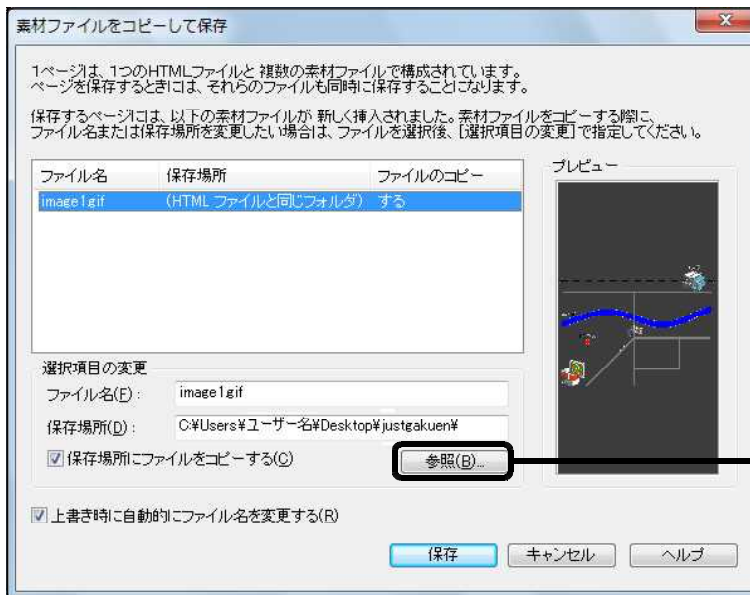 素材ファイルをコピーして保存
1ページは、1つのHTMLファイルと 複数の素材ファイルで構成されています。
ページを保存するときには、それらのファイルも同時に保存することになります。
保存するページには、以下の素材ファイルが 新しく挿入されました。素材ファイルをコピーする際に、
ファイル名または保存場所を変更したい場合は、ファイルを選択後、[選択項目の変更]で指定してください。
ファイル名 保存場所 ファイルのコピー
image1gif (HTML ファイルと同じフォルダ) する
プレビュー
選択項目の変更
ファイル名(F): image1gif
保存場所(D): C:¥Users¥ユーザー名¥Desktop¥justgakuen¥
保存場所にファイルをコピーする(C) 参照(B)...
上書き時に自動的にファイル名を変更する(R)
保存 キャンセル ヘルプ